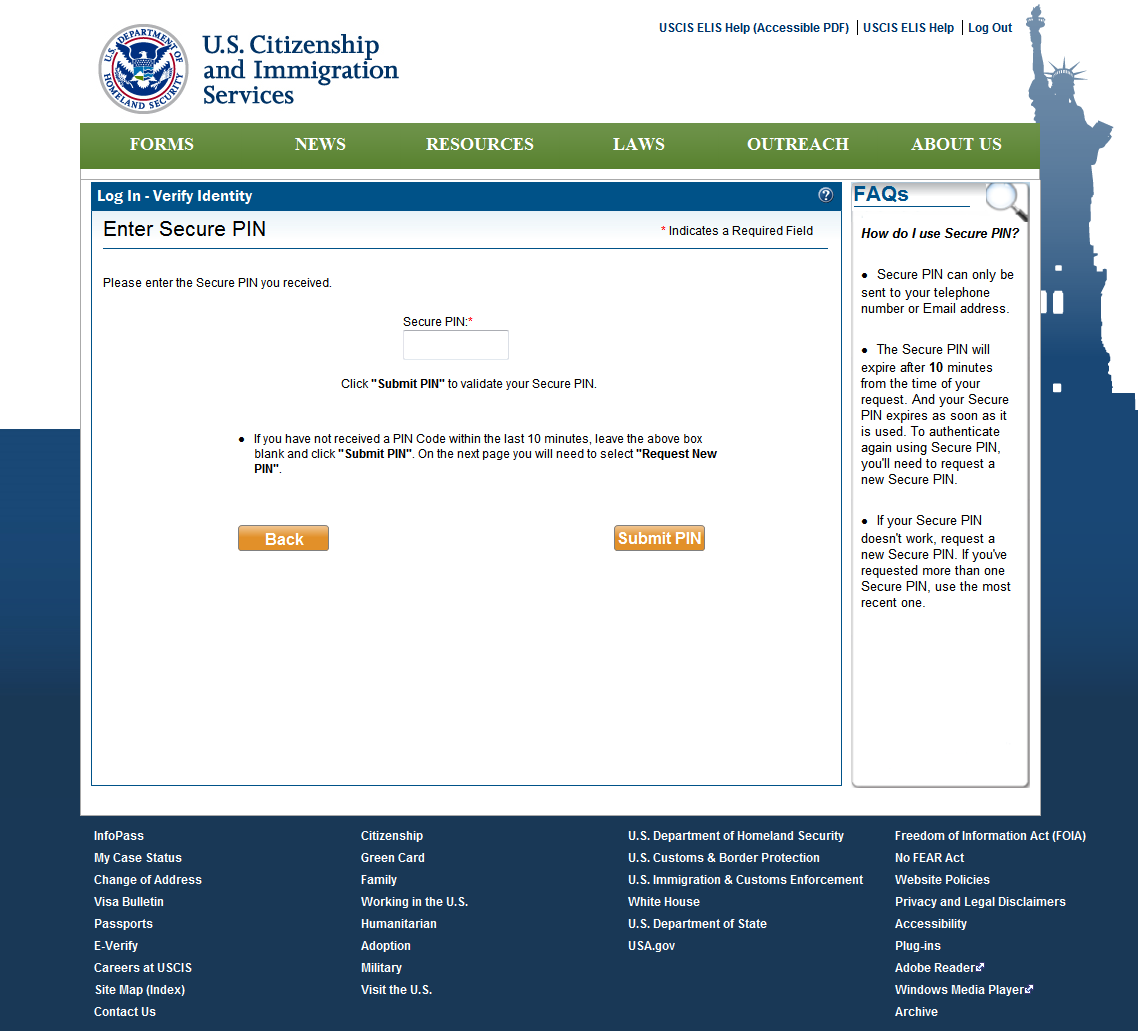 USCIS ELIS Help (Accessible PDF) | USCIS ELIS Help | Log Out
U.S. DEPARTMENT OF HOMELAND SECURITY
U.S. Citizenship
and Immigration
Services
FORMS NEWS RESOURCES LAWS OUTREACH ABOUT US
Log In - Verify Identity
?
Enter Secure PIN
* Indicates a Required Field
Please enter the Secure PIN you received.
Secure PIN:*
Click "Submit PIN" to validate your Secure PIN.
● If you have not received a PIN Code within the last 10 minutes, leave the above box
blank and click "Submit PIN". On the next page you will need to select "Request New
PIN".
Back
Submit PIN
FAQs
How do I use Secure PIN?
● Secure PIN can only be
sent to your telephone
number or Email address.
● The Secure PIN will
expire after 10 minutes
from the time of your
request. And your Secure
PIN expires as soon as it
is used. To authenticate
again using Secure PIN,
you'll need to request a
new Secure PIN.
● If your Secure PIN
doesn't work, request a
new Secure PIN. If you've
requested more than one
Secure PIN, use the most
recent one.
InfoPass
My Case Status
Change of Address
Visa Bulletin
Passports
E-Verify
Careers at USCIS
Site Map (Index)
Contact Us
Citizenship
Green Card
Family
Working in the U.S.
Humanitarian
Adoption
Military
Visit the U.S.
U.S. Department of Homeland Security
U.S. Customs & Border Protection
U.S. Immigration & Customs Enforcement
White House
U.S. Department of State
USA.gov
Freedom of Information Act (FOIA)
No FEAR Act
Website Policies
Privacy and Legal Disclaimers
Accessibility
Plug-ins
Adobe Reader
Windows Media Player
Archive